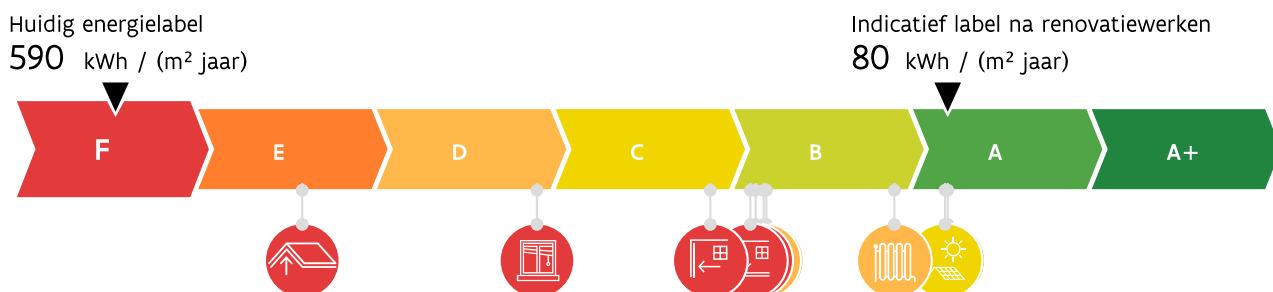 Huidig energielabel
590 kWh / (m² jaar)
Indicatief label na renovatiewerken
80 kWh / (m² jaar)
F E D C B A A+